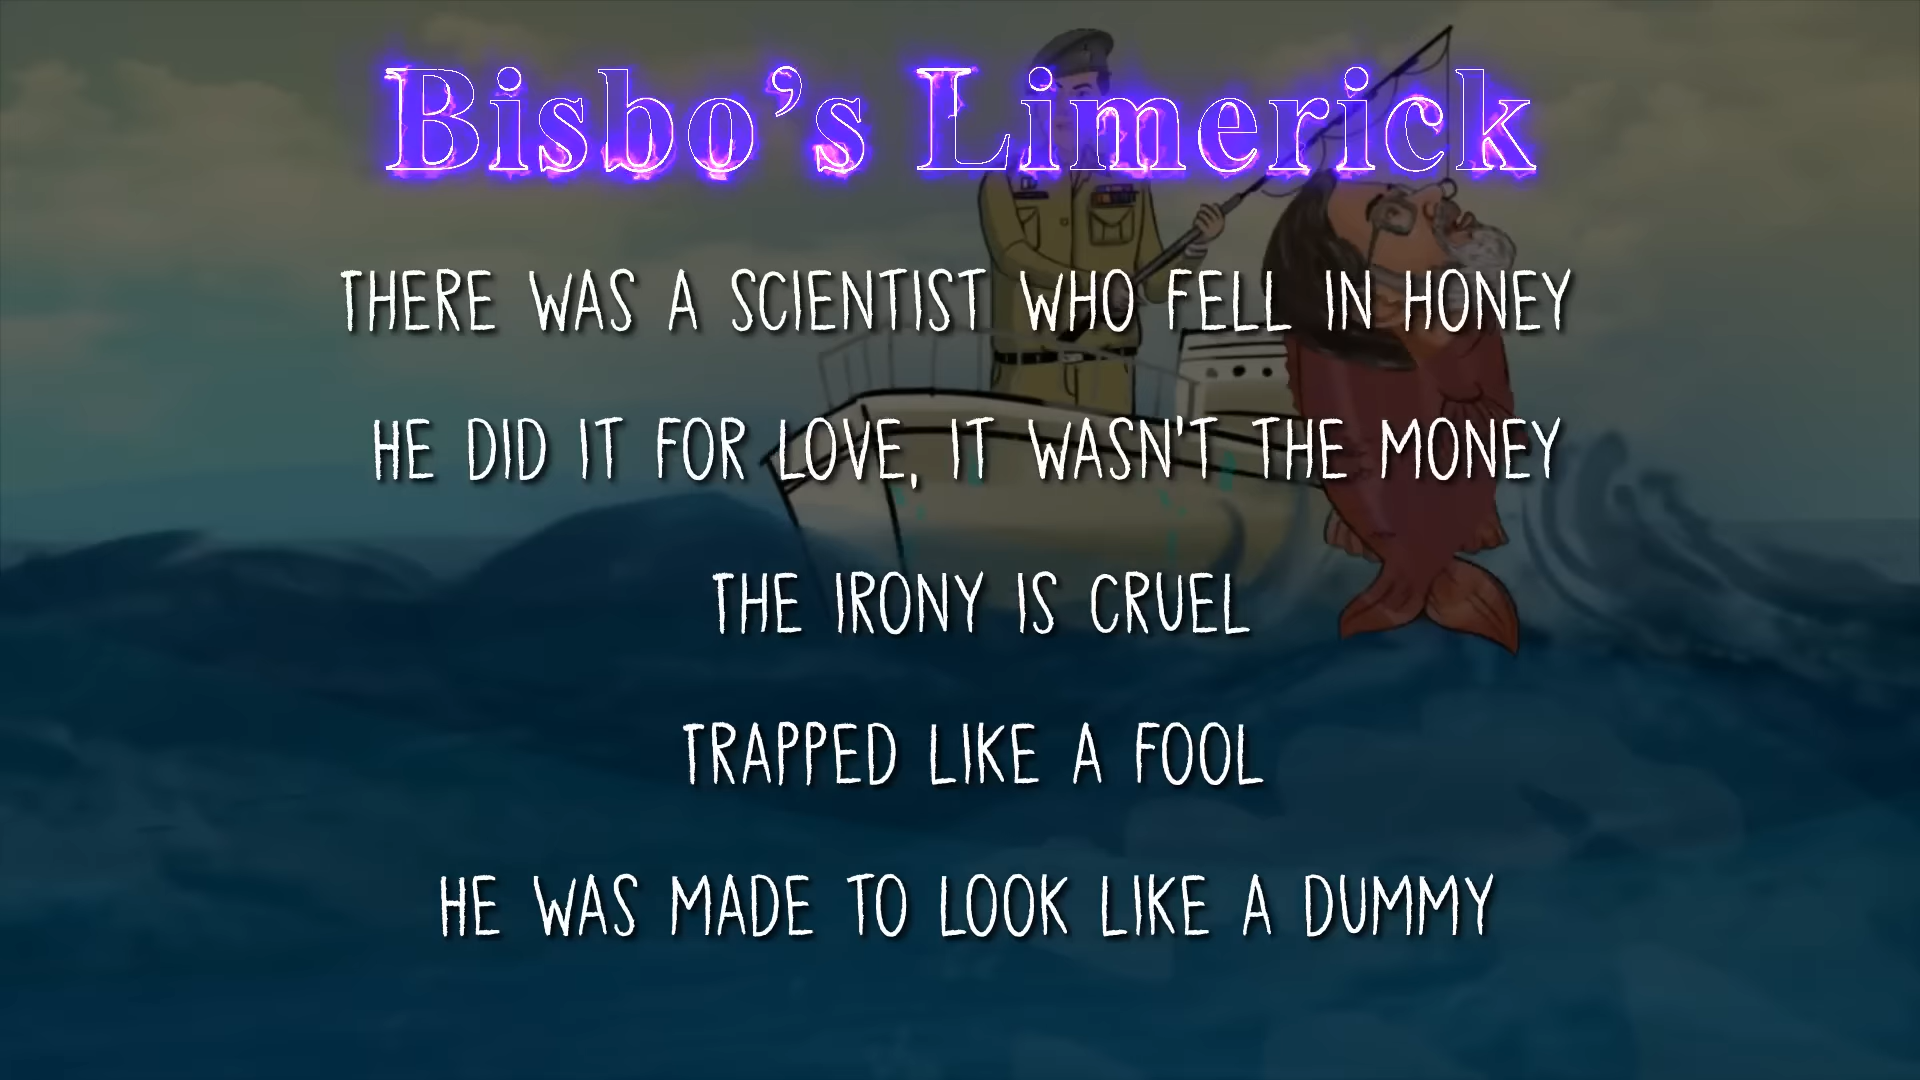 Bisbo’s Limerick
THERE WAS A SCIENTIST WHO FELL IN HONEY
HE DID IT FOR LOVE, IT WASN'T THE MONEY
THE IRONY IS CRUEL
TRAPPED LIKE A FOOL
HE WAS MADE TO LOOK LIKE A DUMMY